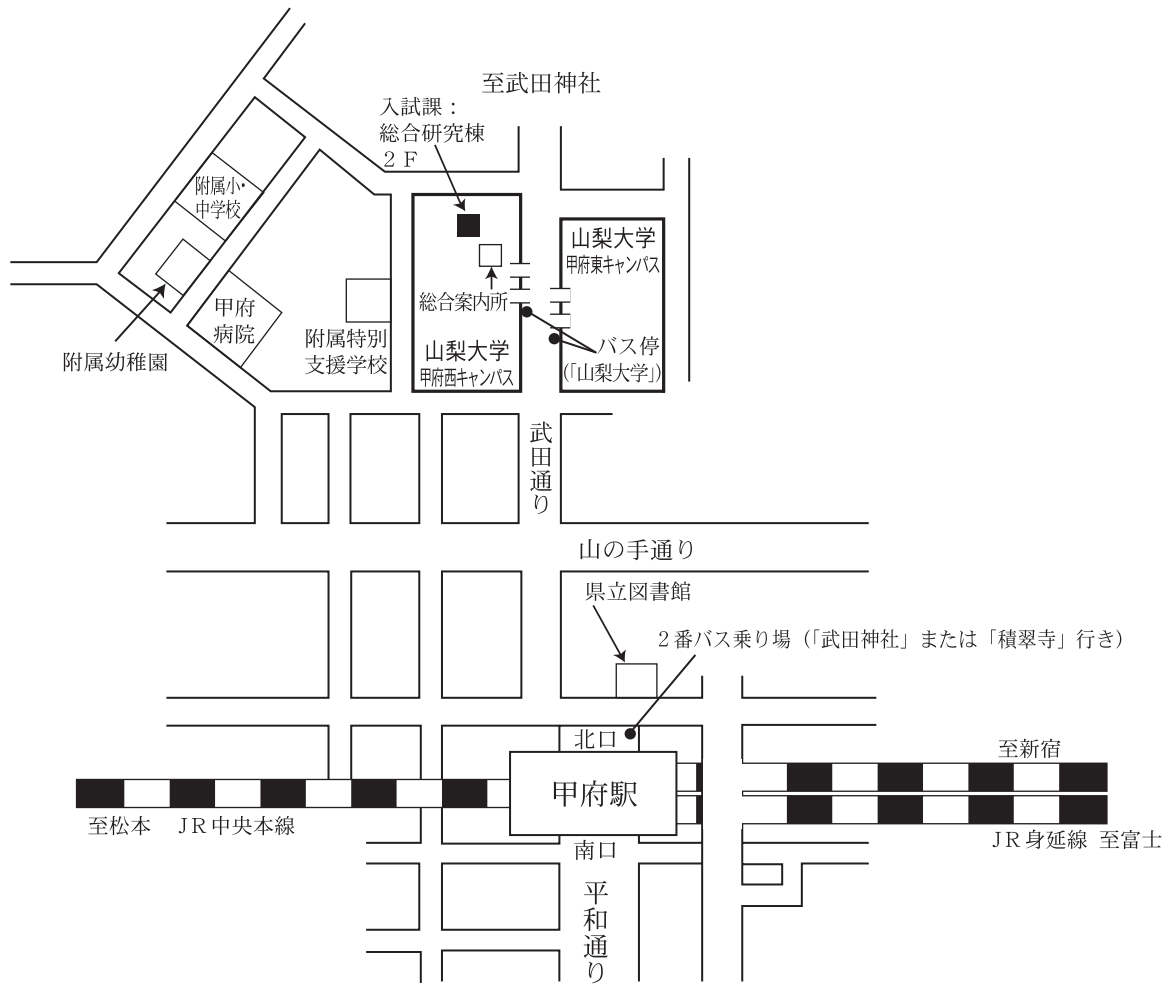 至武田神社
入試課：
総合研究棟
２Ｆ
附属小・
中学校
山梨大学
甲府東キャンパス
総合案内所
甲府
病院
附属特別
支援学校
附属幼稚園
山梨大学
甲府西キャンパス
バス停
(「山梨大学」)
武田通り
山の手通り
県立図書館
２番バス乗り場（「武田神社」または「積翠寺」行き）
北口
至新宿
甲府駅
至松本
ＪＲ中央本線
ＪＲ身延線 至富士
南口
平和通り